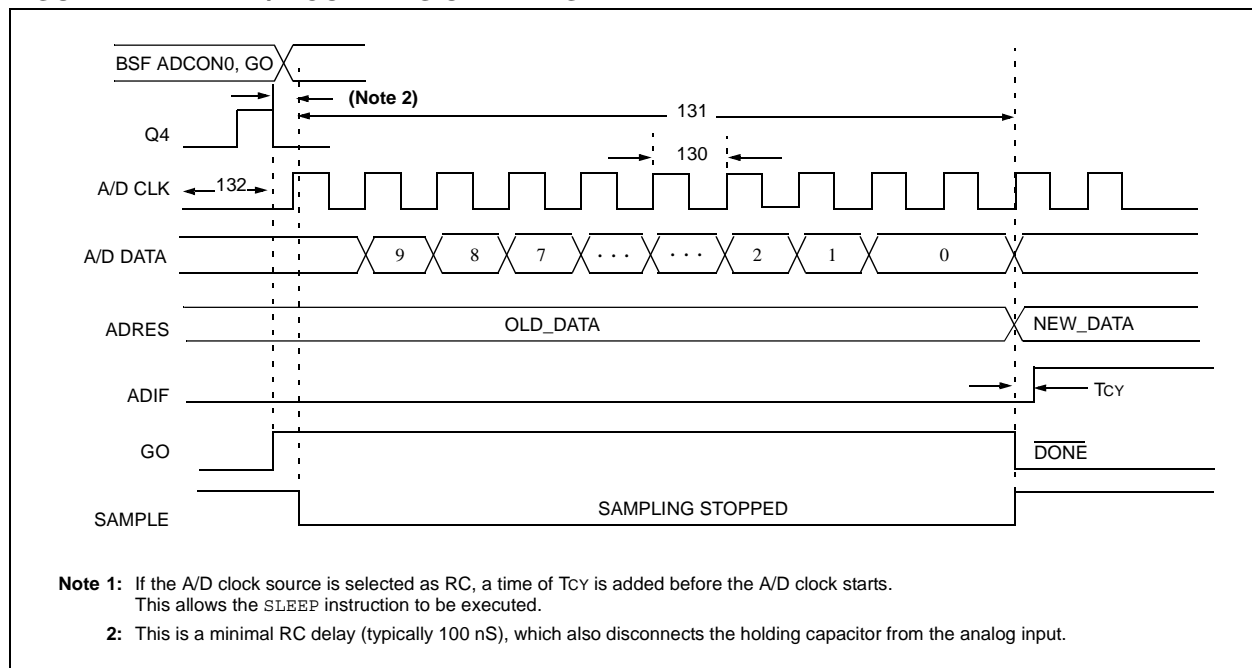 BSF ADCON0, GO
(Note 2)
131
Q4
130
A/D CLK
132
A/D DATA
9 8 7 · · · · · · 2 1 0
ADRES
OLD_DATA
NEW_DATA
ADIF
TCY
GO
DONE
SAMPLE
SAMPLING STOPPED
Note 1: If the A/D clock source is selected as RC, a time of TCY is added before the A/D clock starts.
This allows the SLEEP instruction to be executed.
2: This is a minimal RC delay (typically 100 nS), which also disconnects the holding capacitor from the analog input.